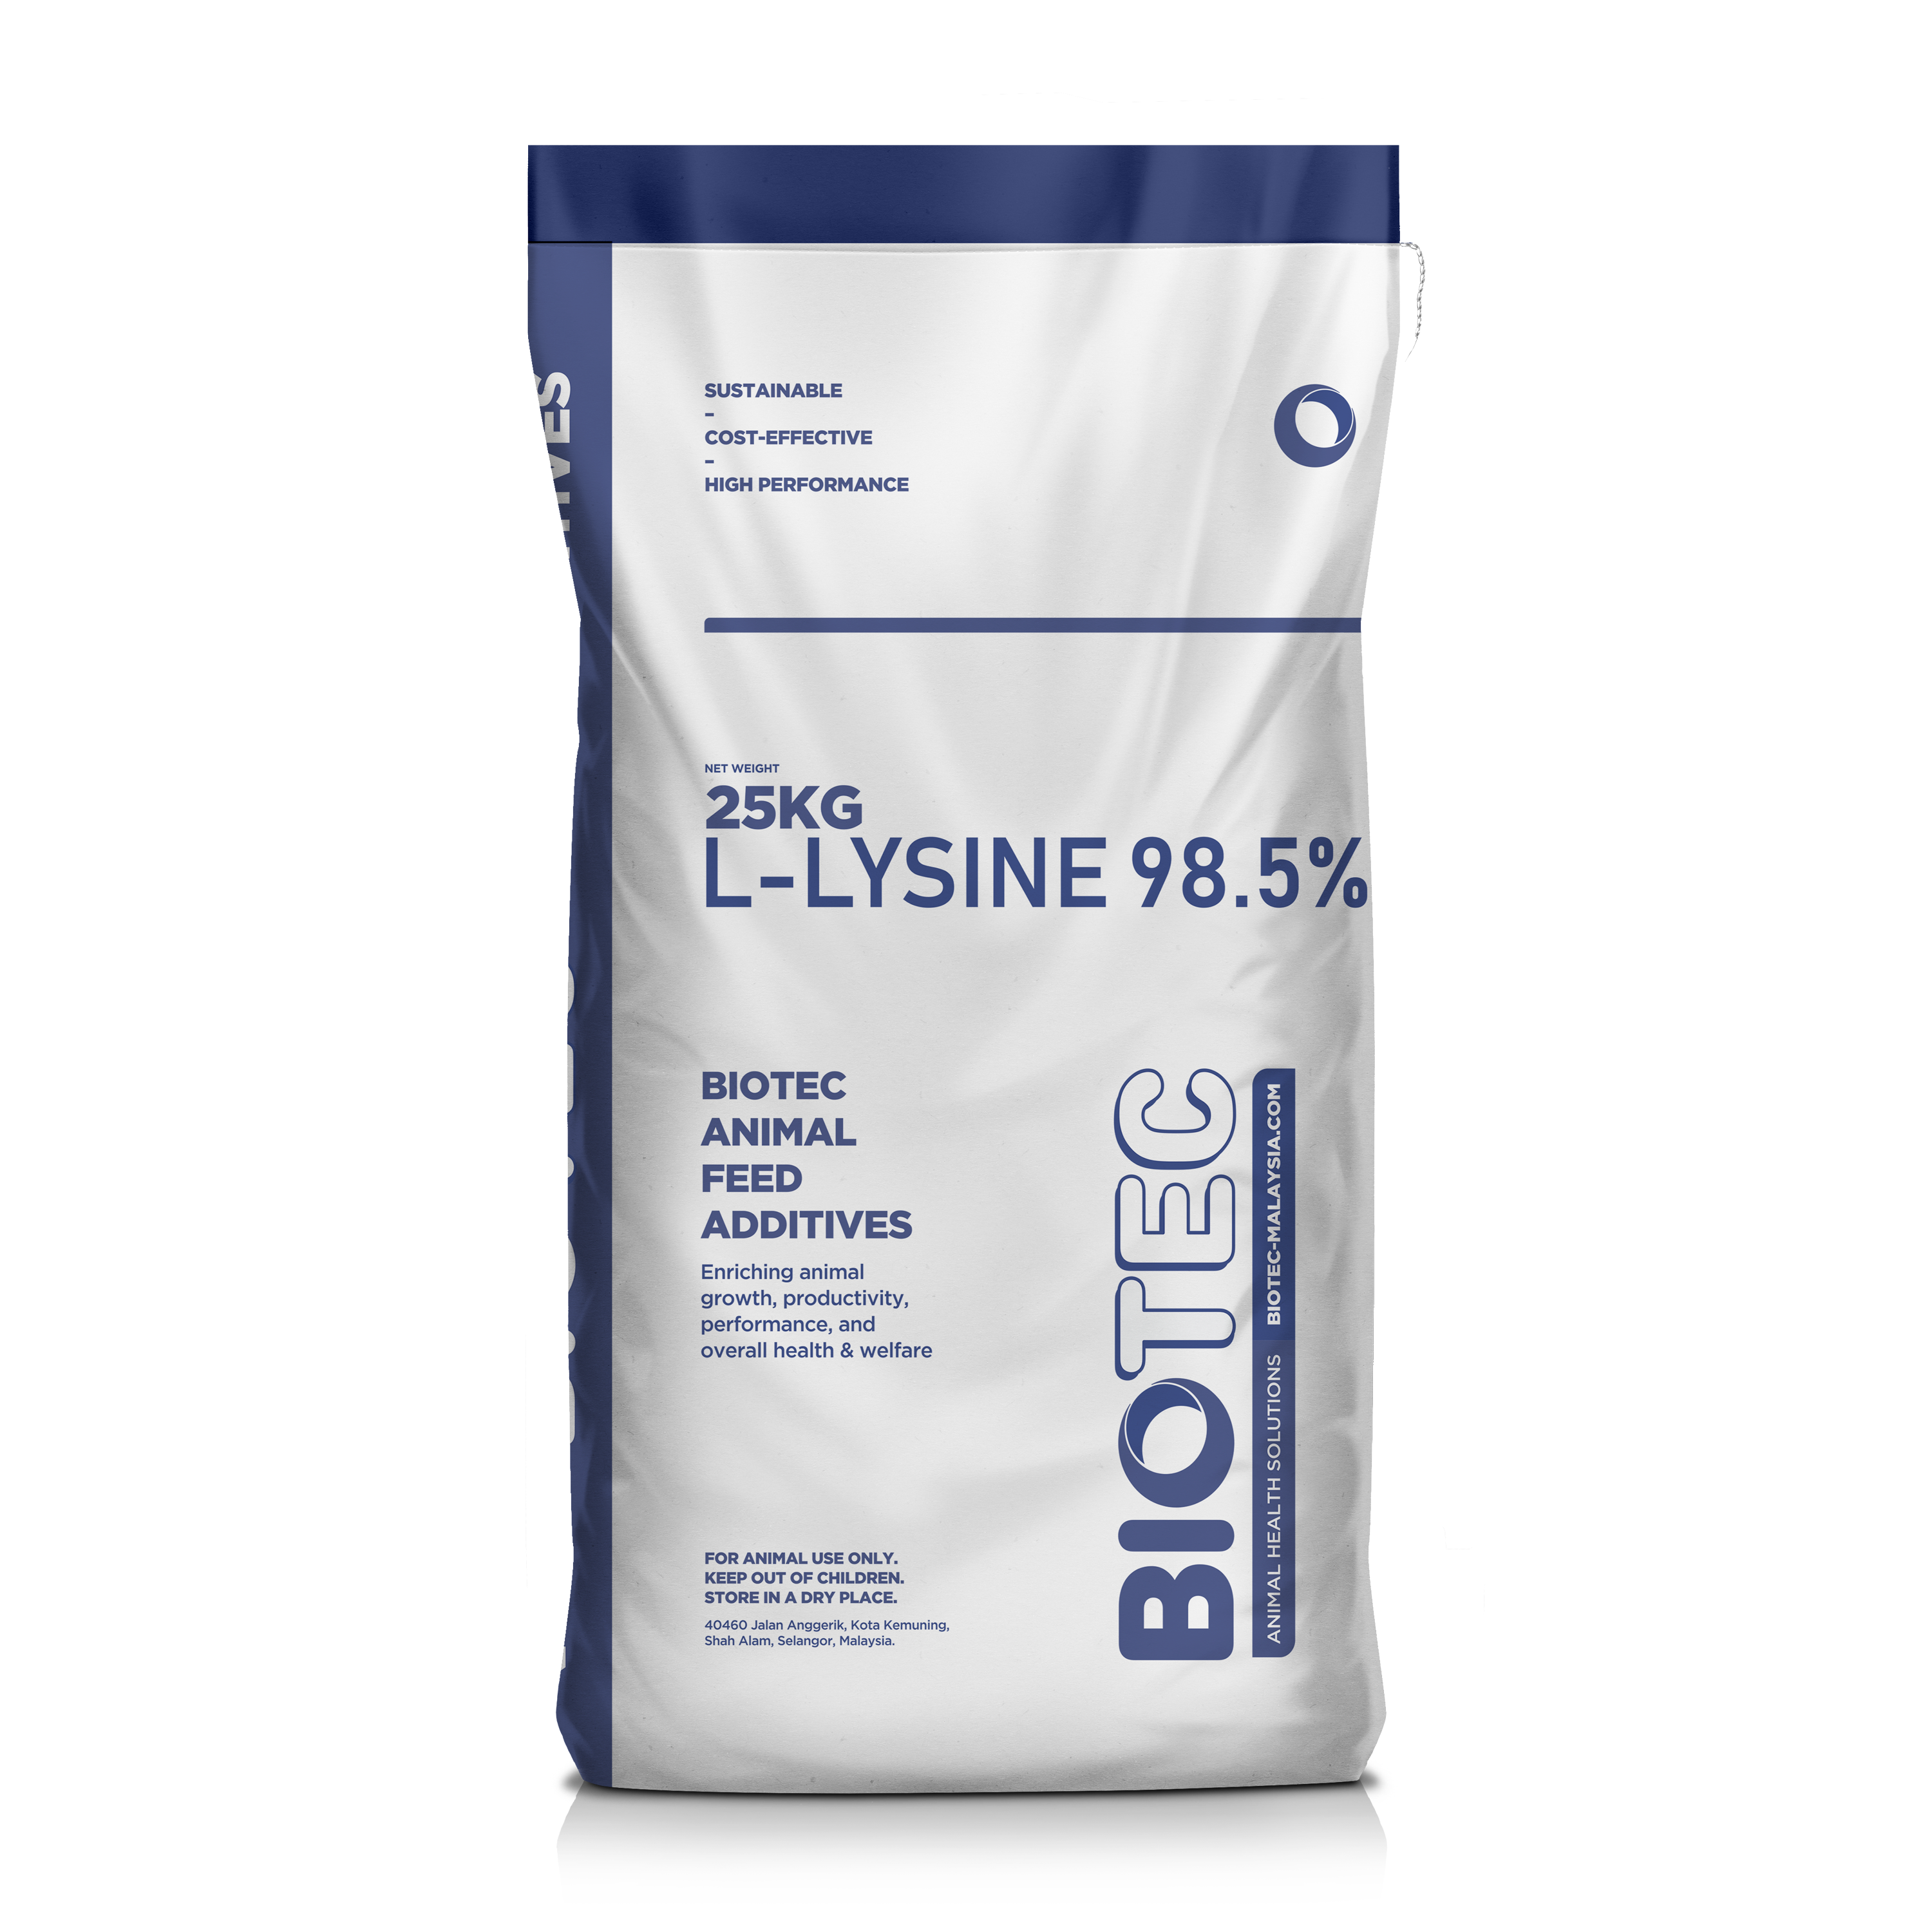 SUSTAINABLE
–
COST-EFFECTIVE
–
HIGH PERFORMANCE
NET WEIGHT
25KG
L-LYSINE 98.5%
BIOTEC
ANIMAL
FEED
ADDITIVES
Enriching animal
growth, productivity,
performance, and
overall health & welfare
FOR ANIMAL USE ONLY.
KEEP OUT OF CHILDREN.
STORE IN A DRY PLACE.
40460 Jalan Anggerik, Kota Kemuning,
Shah Alam, Selangor, Malaysia.
BIOTEC
ANIMAL HEALTH SOLUTIONS BIOTEC-MALAYSIA.COM